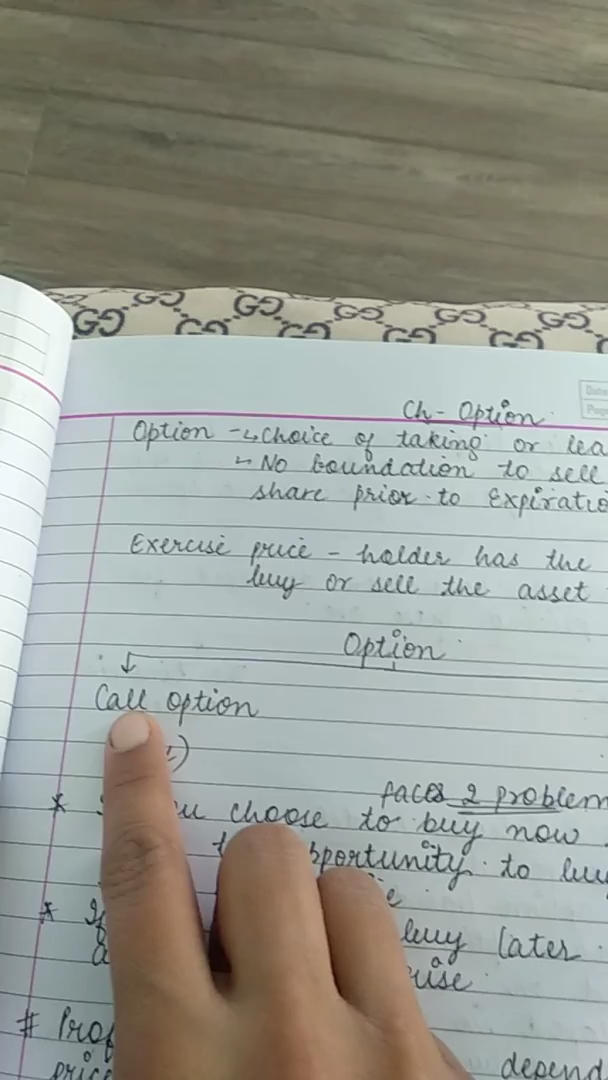 Ch- Option
Option - ↳ Choice of taking or lea
↳ No boundation to sell
share prior to Expiratio
Exercise price - holder has the
buy or sell the asset
Option
Call Option
faces 2 problem
choose to buy now
opportunity to
buy later
# Prof
price depend